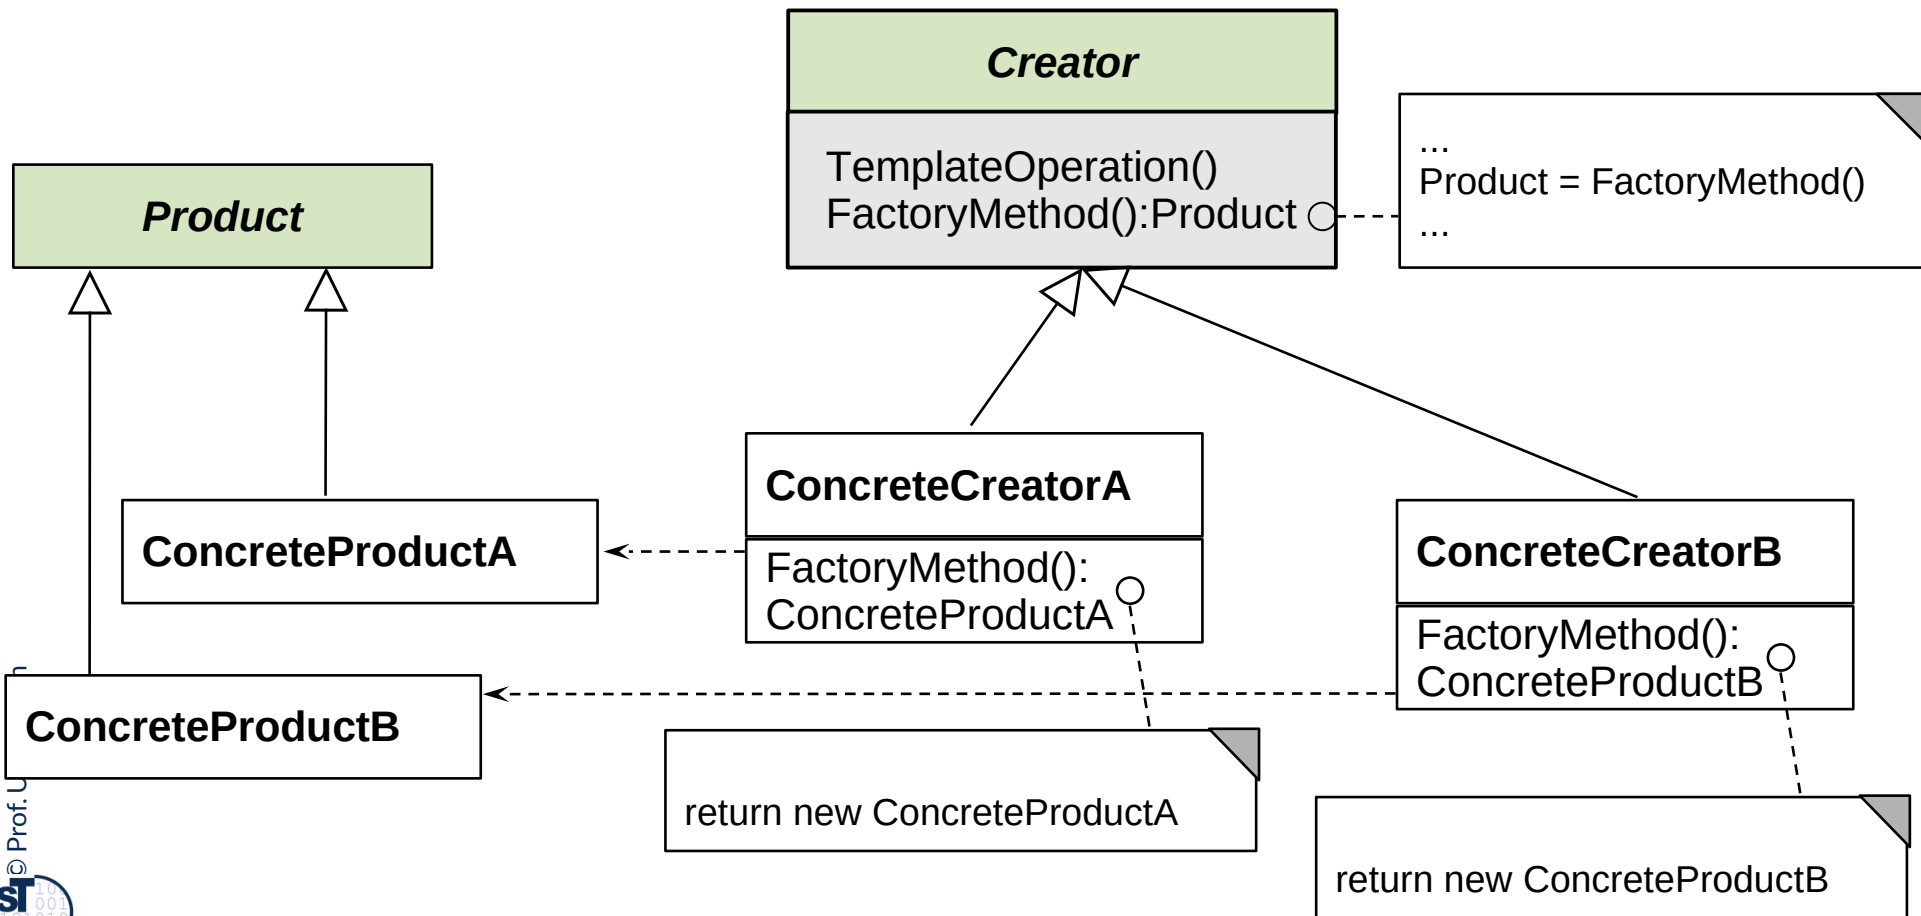 Creator
TemplateOperation()
FactoryMethod():Product
...
Product = FactoryMethod()
...
Product
ConcreteCreatorA
FactoryMethod():
ConcreteProductA
ConcreteProductA
ConcreteCreatorB
FactoryMethod():
ConcreteProductB
ConcreteProductB
return new ConcreteProductA
return new ConcreteProductB
© Prof. U
ST